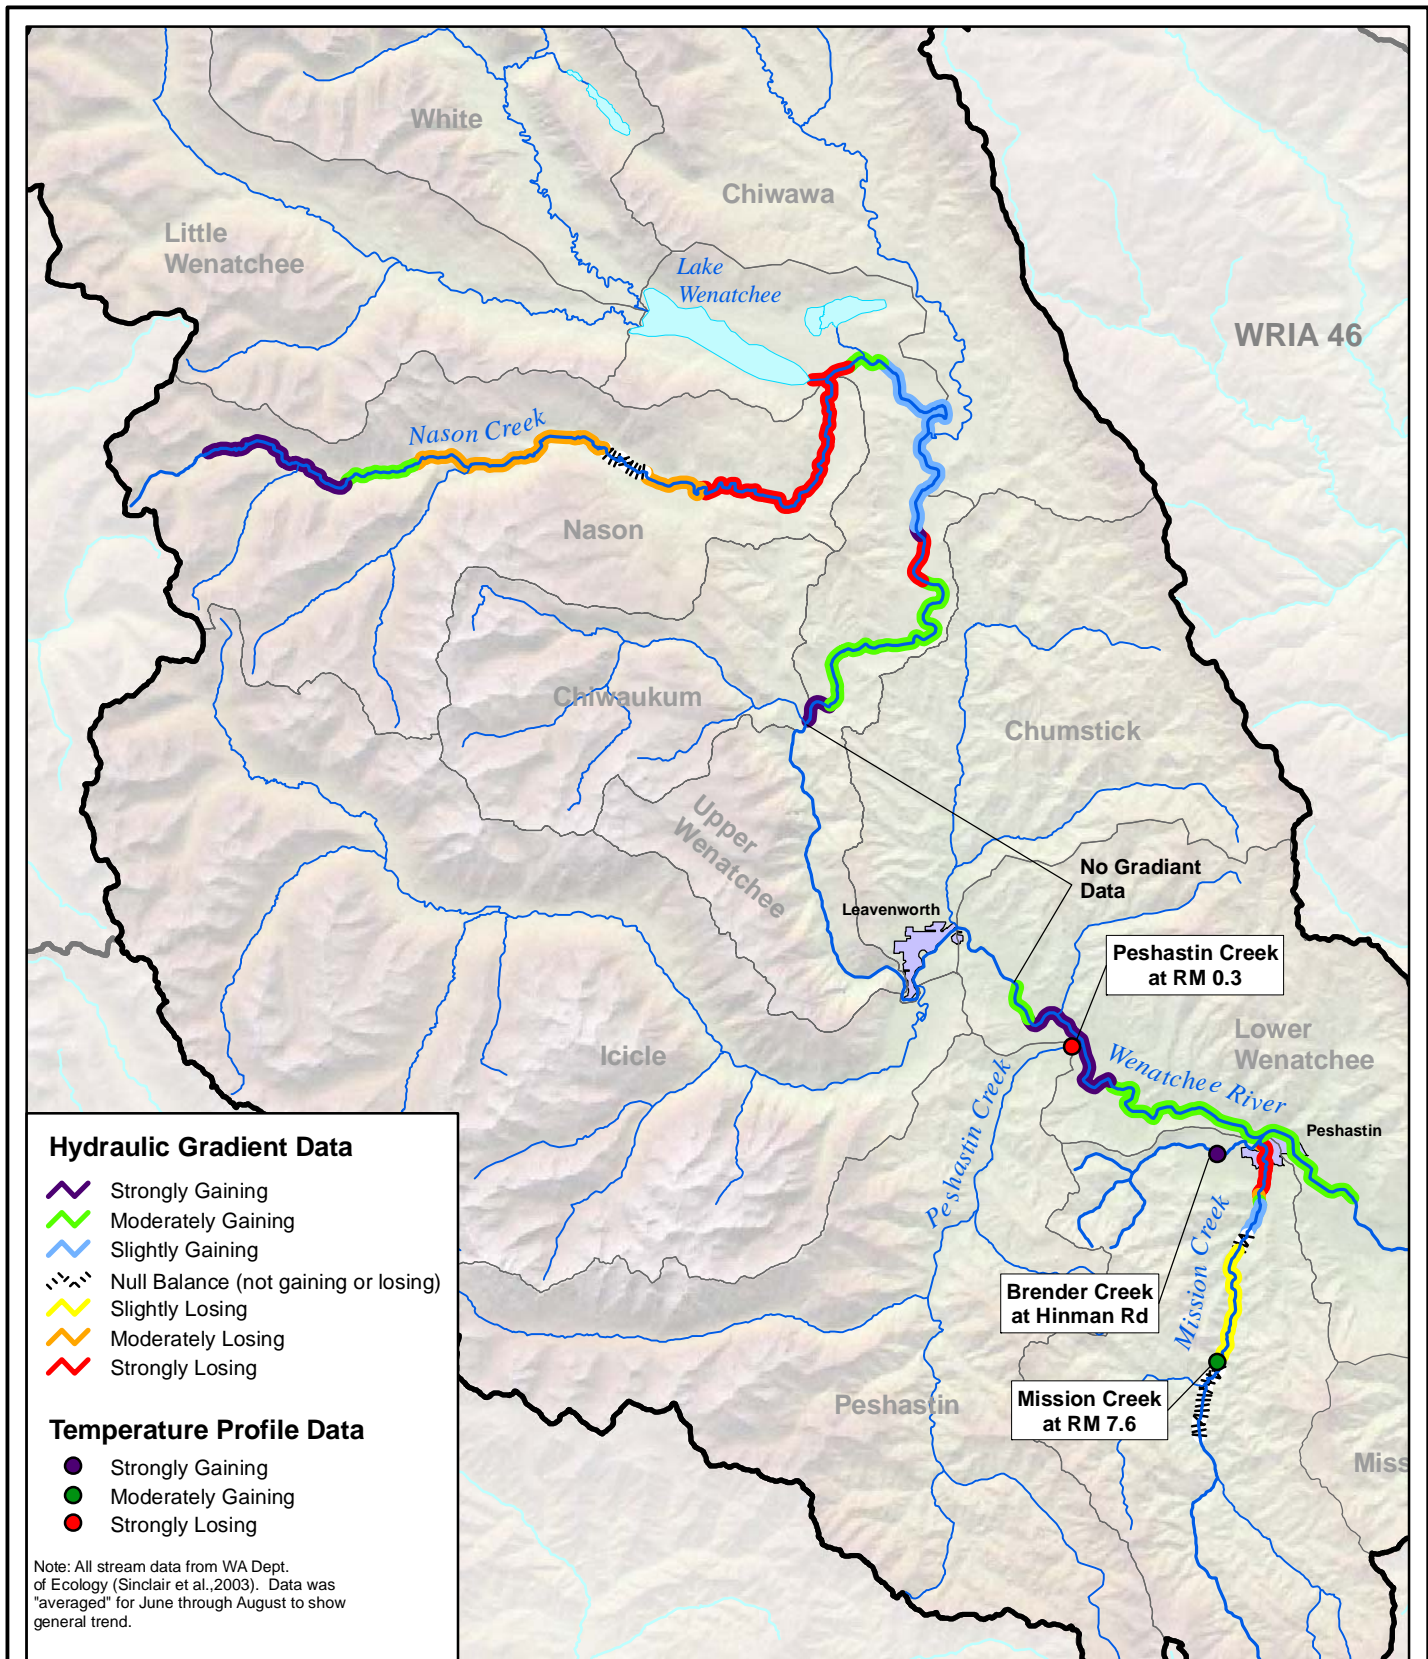 White
Chiwawa
Little
Wenatchee
Lake
Wenatchee
WRIA 46
Nason Creek
Nason
Chiwaukum
Chumstick
Upper
Wenatchee
No Gradiant
Data
Leavenworth
Peshastin Creek
at RM 0.3
Lower
Wenatchee
Icicle
Wenatchee River
Peshastin Creek
Peshastin
Mission Creek
Brender Creek
at Hinman Rd
Mission Creek
at RM 7.6
Peshastin
Miss
Hydraulic Gradient Data
Strongly Gaining
Moderately Gaining
Slightly Gaining
Null Balance (not gaining or losing)
Slightly Losing
Moderately Losing
Strongly Losing
Temperature Profile Data
Strongly Gaining
Moderately Gaining
Strongly Losing
Note: All stream data from WA Dept.
of Ecology (Sinclair et al.,2003). Data was
"averaged" for June through August to show
general trend.